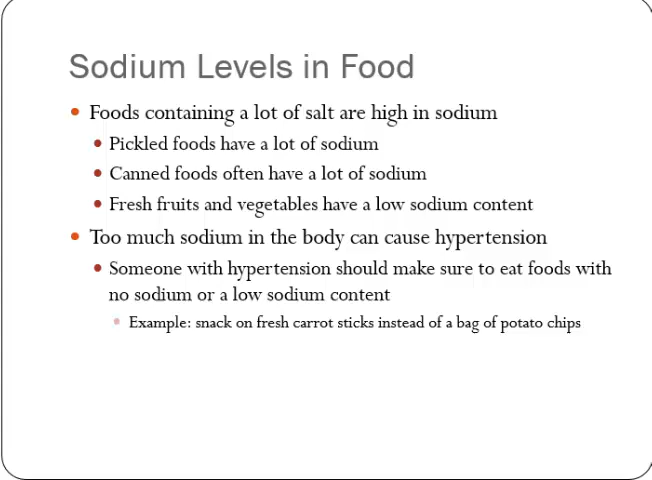 Sodium Levels in Food
Foods containing a lot of salt are high in sodium
Pickled foods have a lot of sodium
Canned foods often have a lot of sodium
Fresh fruits and vegetables have a low sodium content
Too much sodium in the body can cause hypertension
Someone with hypertension should make sure to eat foods with
no sodium or a low sodium content
Example: snack on fresh carrot sticks instead of a bag of potato chips